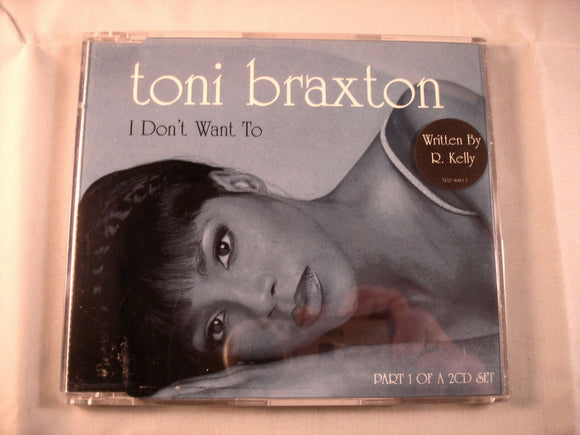 toni braxton
I Don't Want To
Written By
R. Kelly
PART 1 OF A 2CD SET